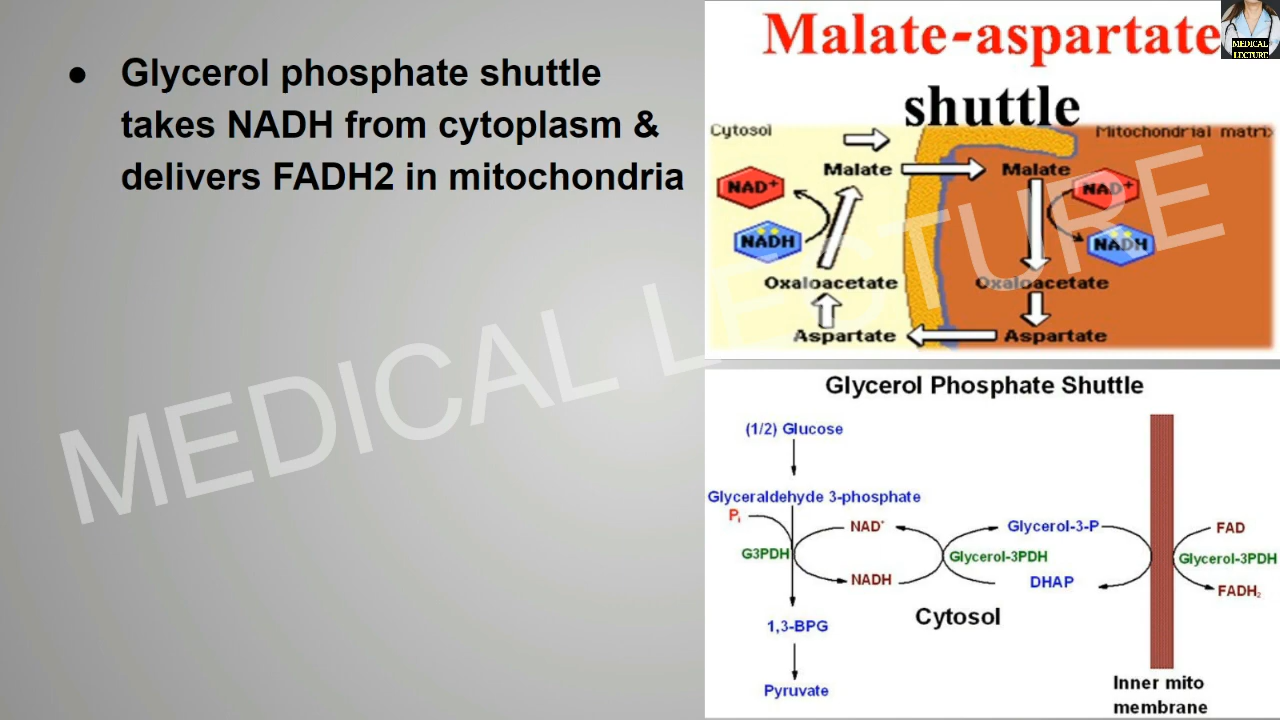 ● Glycerol phosphate shuttle
takes NADH from cytoplasm &
delivers FADH2 in mitochondria
Malate-aspartate
shuttle
MEDICAL
LECTURE
Cytosol
Mitochondrial matrix
Malate
Malate
NAD+
NAD+
NADH
NADH
Oxaloacetate
Oxaloacetate
Aspartate
Aspartate
MEDICAL LECTURE
Glycerol Phosphate Shuttle
(1/2) Glucose
Glyceraldehyde 3-phosphate
Pi
NAD+
Glycerol-3-P
FAD
G3PDH
Glycerol-3PDH
Glycerol-3PDH
NADH
DHAP
FADH2
Cytosol
1,3-BPG
Pyruvate
Inner mito
membrane